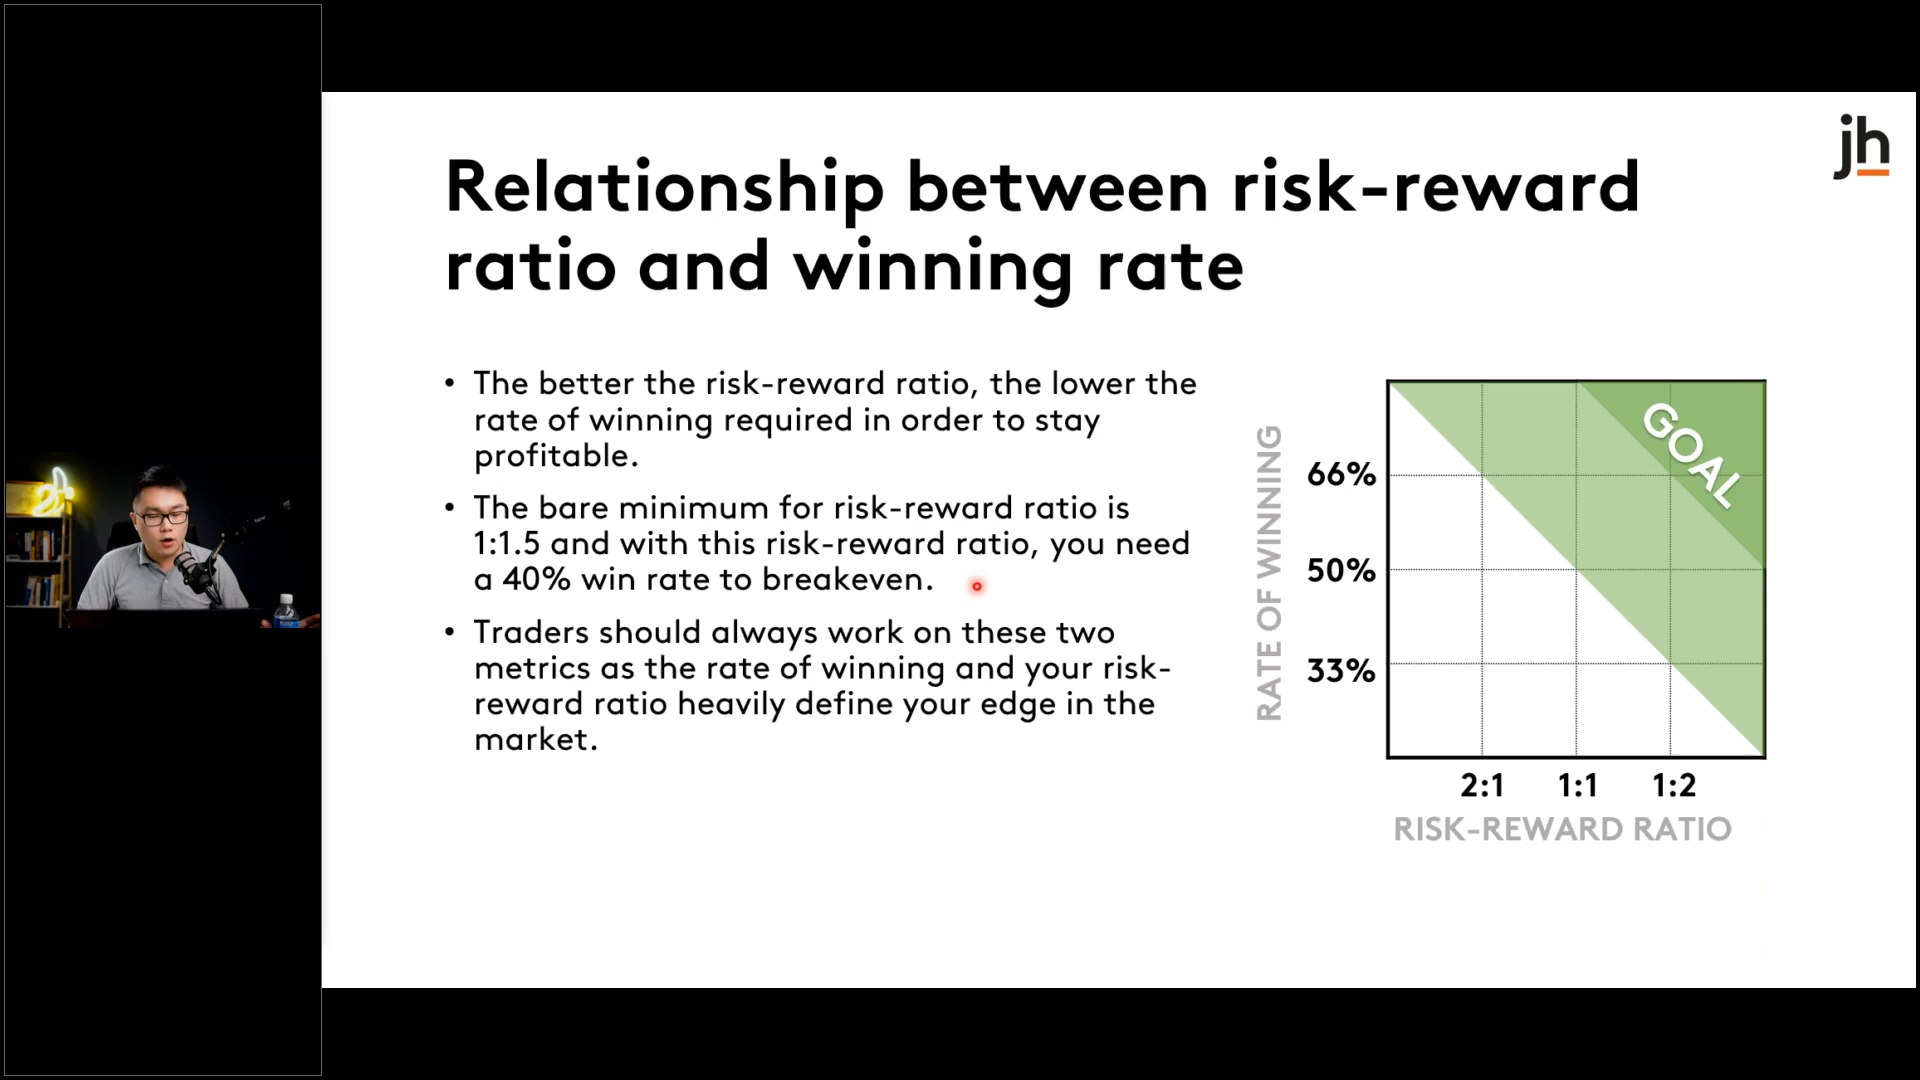 jh
Relationship between risk-reward
ratio and winning rate
• The better the risk-reward ratio, the lower the
rate of winning required in order to stay
profitable.
• The bare minimum for risk-reward ratio is
1:1.5 and with this risk-reward ratio, you need
a 40% win rate to breakeven.
• Traders should always work on these two
metrics as the rate of winning and your risk-
reward ratio heavily define your edge in the
market.
RATE OF WINNING
66%
50%
33%
GOAL
2:1 1:1 1:2
RISK-REWARD RATIO